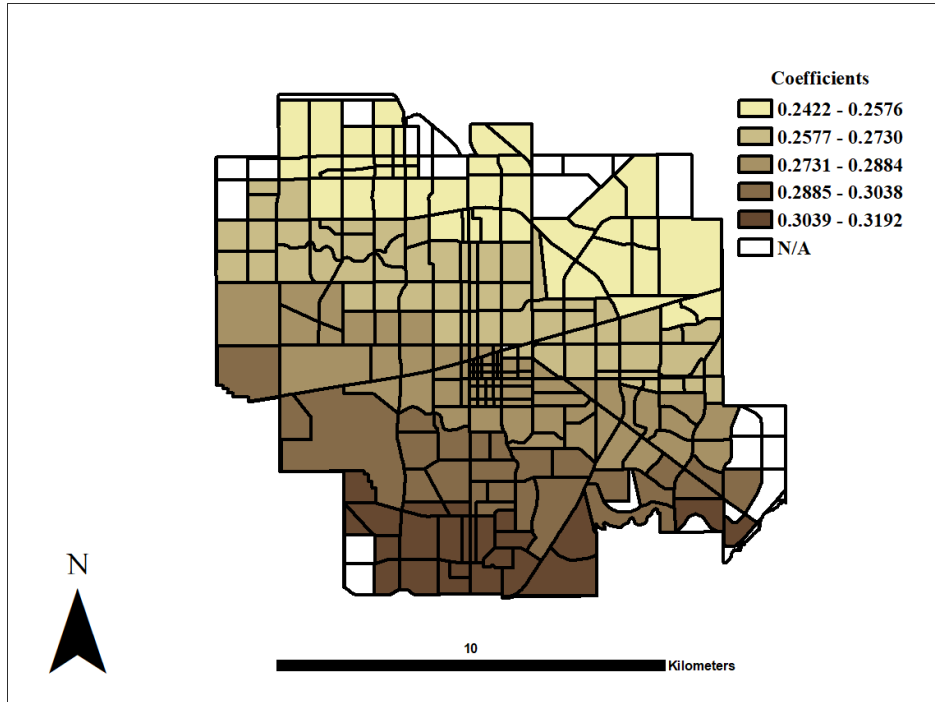 Coefficients
0.2422 - 0.2576
0.2577 - 0.2730
0.2731 - 0.2884
0.2885 - 0.3038
0.3039 - 0.3192
N/A
N
10
Kilometers